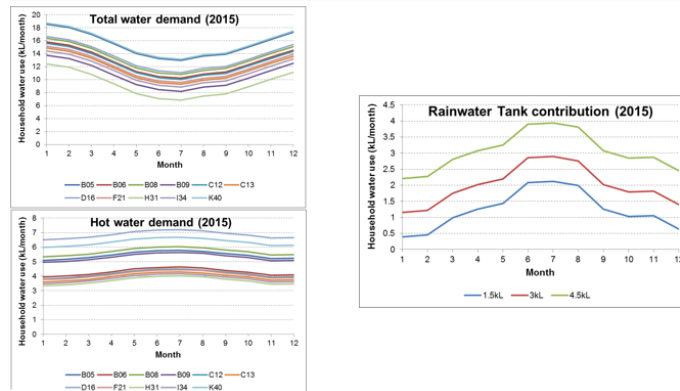 Total water demand (2015)
Household water use (kL/month)
20
18
16
14
12
10
8
6
4
2
0
1 2 3 4 5 6 7 8 9 10 11 12
Month
B05 B06 B08 B09 C12 C13
D16 F21 H31 I34 K40
Hot water demand (2015)
Household water use (kL/month)
8
7
6
5
4
3
2
1
0
1 2 3 4 5 6 7 8 9 10 11 12
Month
B05 B06 B08 B09 C12 C13
D16 F21 H31 I34 K40
Rainwater Tank contribution (2015)
Household water use (kL/month)
4.5
4
3.5
3
2.5
2
1.5
1
0.5
0
1 2 3 4 5 6 7 8 9 10 11 12
Month
1.5kL 3kL 4.5kL